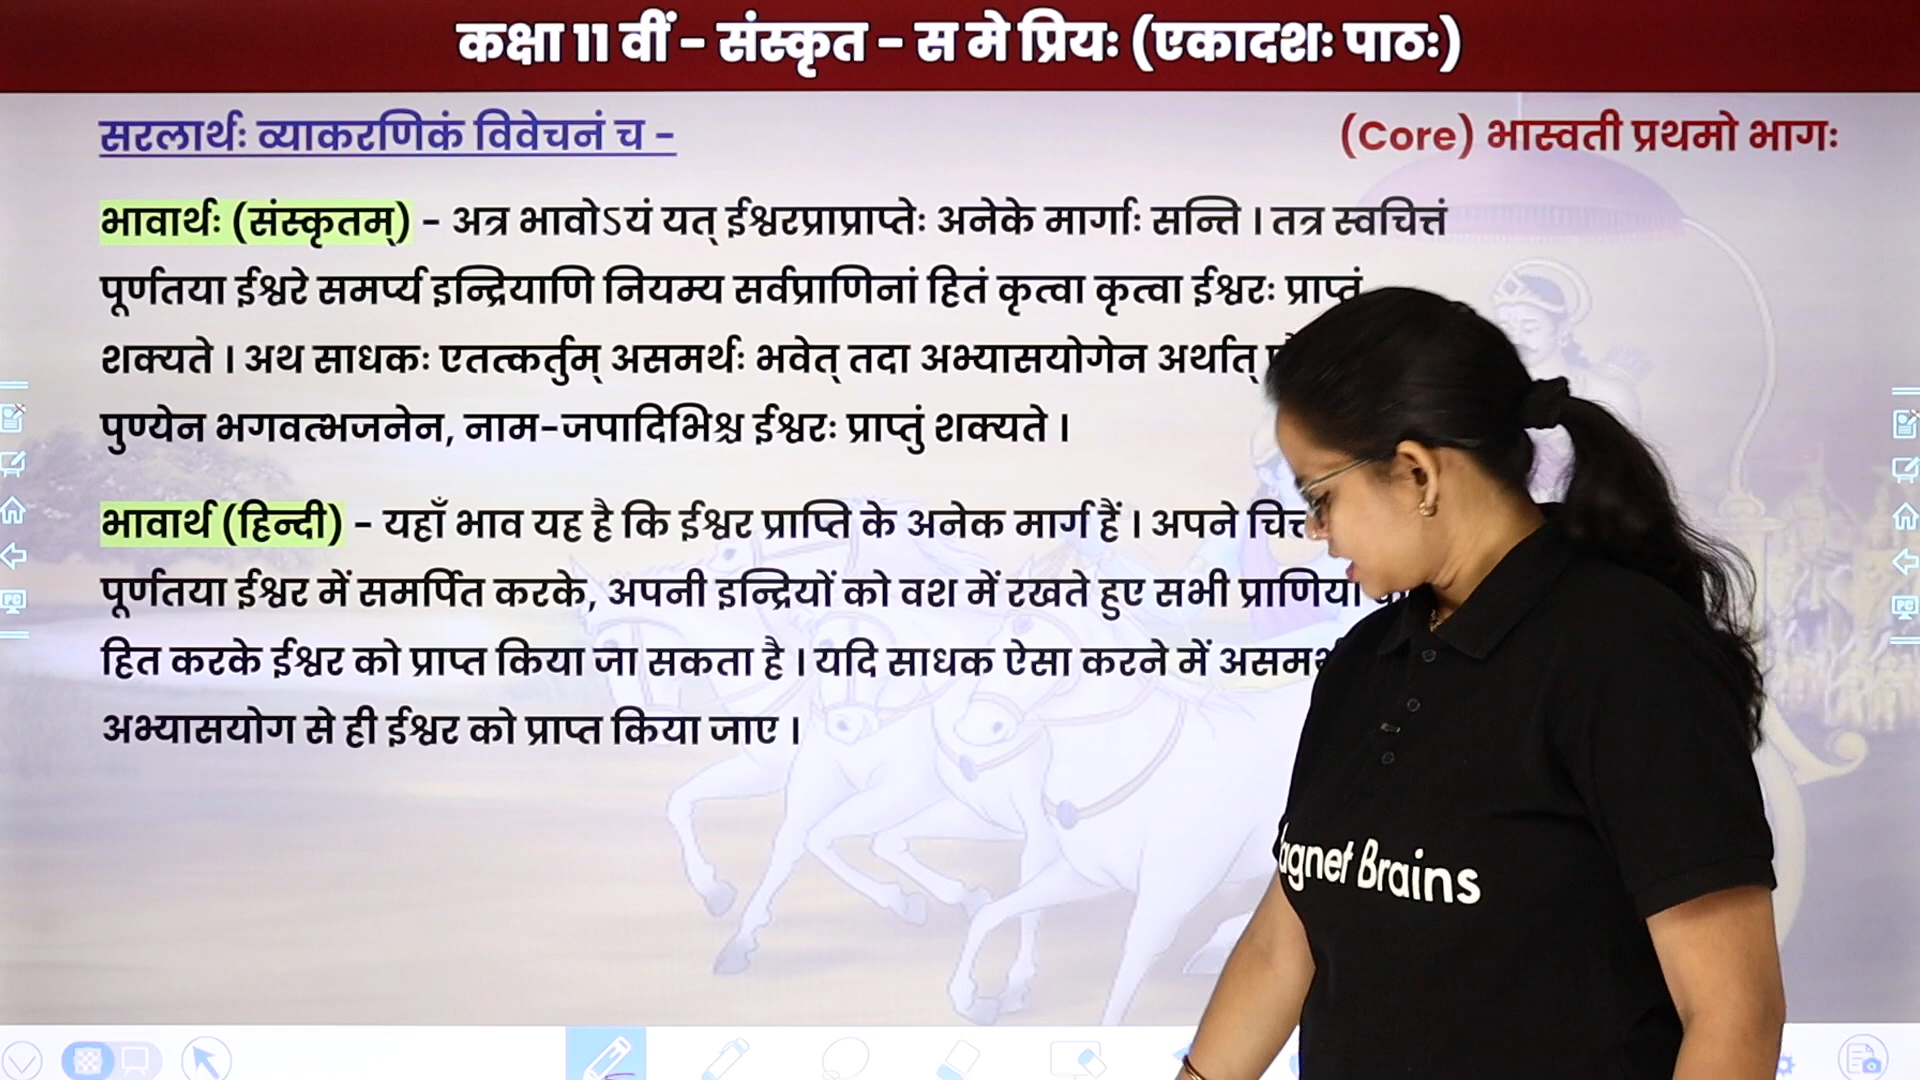 कक्षा 11 वीं - संस्कृत - स मे प्रियः (एकादशः पाठः)
सरलार्थः व्याकरणिकं विवेचनं च -
(Core) भास्वती प्रथमो भागः
भावार्थः (संस्कृतम्) - अत्र भावोऽयं यत् ईश्वरप्राप्राप्तेः अनेके मार्गाः सन्ति । तत्र स्वचित्तं
पूर्णतया ईश्वरे समर्प्य इन्द्रियाणि नियम्य सर्वप्राणिनां हितं कृत्वा कृत्वा ईश्वरः प्राप्तुं
शक्यते । अथ साधकः एतत्कर्तुम् असमर्थः भवेत् तदा अभ्यासयोगेन अर्थात्
पुण्येन भगवत्भजनेन, नाम-जपादिभिश्च ईश्वरः प्राप्तुं शक्यते ।
भावार्थ (हिन्दी) - यहाँ भाव यह है कि ईश्वर प्राप्ति के अनेक मार्ग हैं । अपने
पूर्णतया ईश्वर में समर्पित करके, अपनी इन्द्रियों को वश में रखते हुए सभी
हित करके ईश्वर को प्राप्त किया जा सकता है । यदि साधक ऐसा करने में
अभ्यासयोग से ही ईश्वर को प्राप्त किया जाए ।
agnet Brains